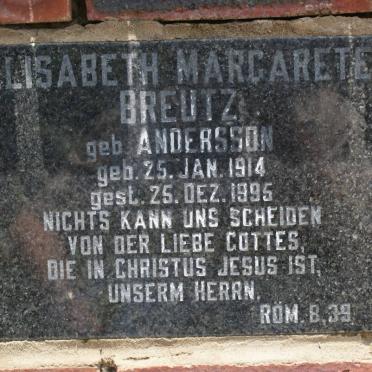 ELISABETH MARGARETE
BREUTZ
geb. ANDERSSON
geb. 25. JAN. 1914
gest. 25. DEZ. 1995
NICHTS KANN UNS SCHEIDEN
VON DER LIEBE GOTTES,
DIE IN CHRISTUS JESUS IST,
UNSERM HERRN.
RÖM. 8,39